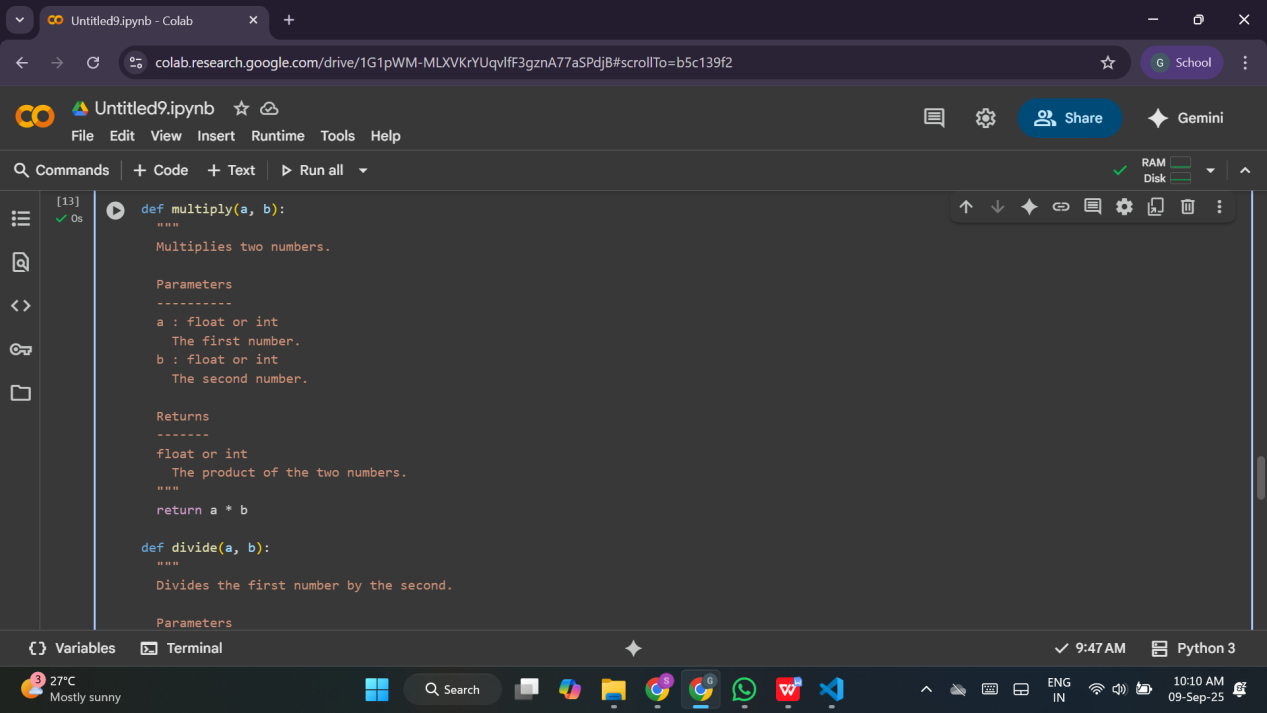 Untitled9.ipynb - Colab
colab.research.google.com/drive/1G1pWM-MLXVKrYUqvlfF3gznA77aSPdjB#scrollTo=b5c139f2
G School
Untitled9.ipynb
File Edit View Insert Runtime Tools Help
Share
Gemini
Commands + Code + Text Run all
RAM
Disk
[13]
0s
def multiply(a, b):
"""
Multiplies two numbers.
Parameters
----------
a : float or int
The first number.
b : float or int
The second number.
Returns
-------
float or int
The product of the two numbers.
"""
return a * b
def divide(a, b):
"""
Divides the first number by the second.
Parameters
Variables Terminal
9:47 AM Python 3
3
27°C
Mostly sunny
Search
S
G
W
ENG
IN
10:10 AM
09-Sep-25